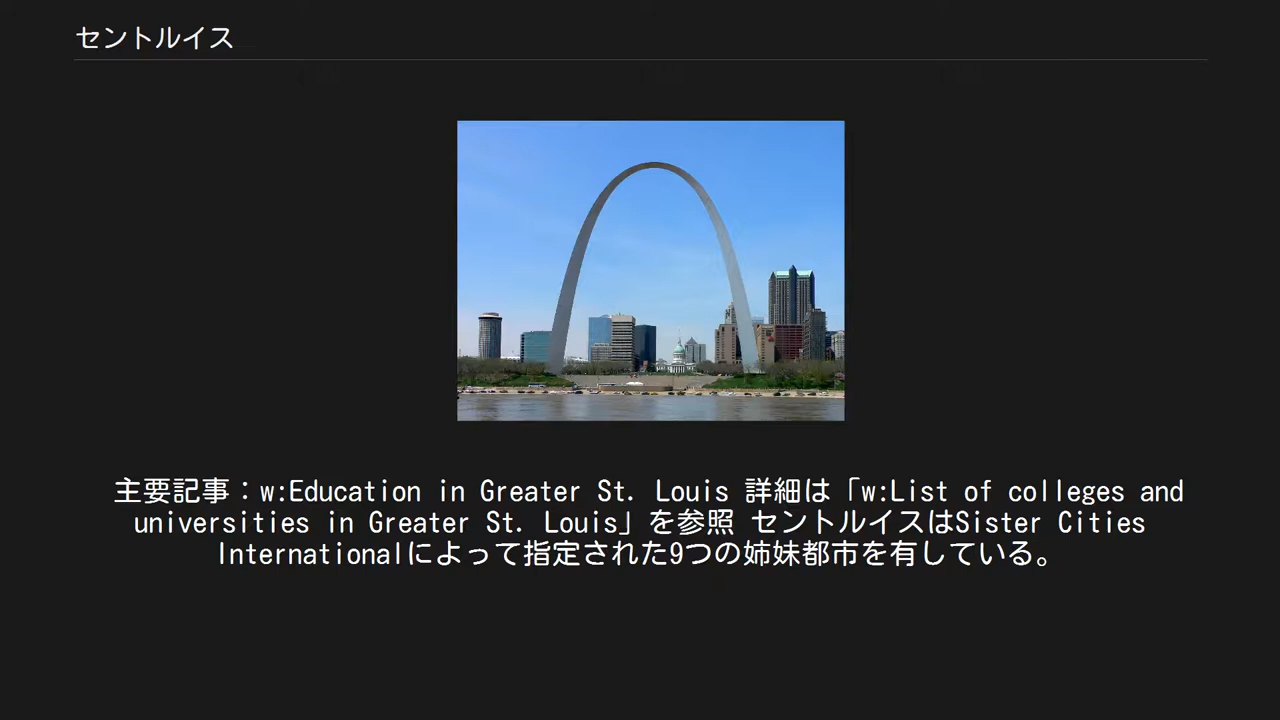 セントルイス
主要記事：w:Education in Greater St. Louis 詳細は「w:List of colleges and
universities in Greater St. Louis」を参照 セントルイスはSister Cities
Internationalによって指定された9つの姉妹都市を有している。